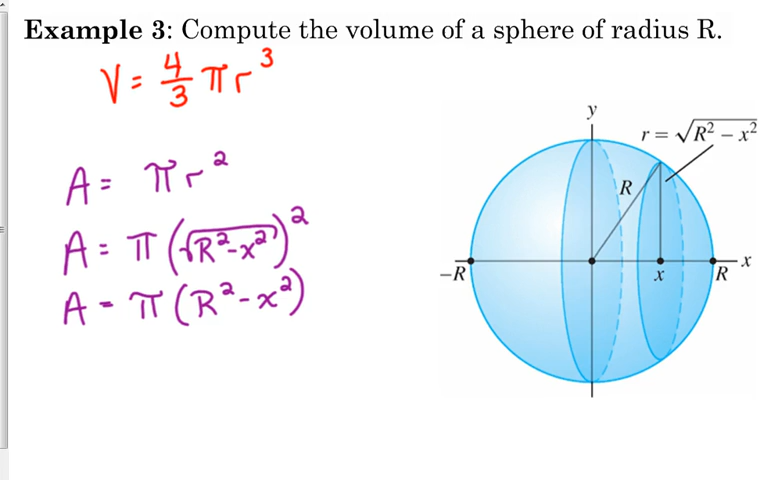 Example 3: Compute the volume of a sphere of radius R.
V = 4/3 πr³
A = πr²
A = π(√R²-x²)²
A = π(R²-x²)
y
r = √R² − x²
R
−R
x
R
x